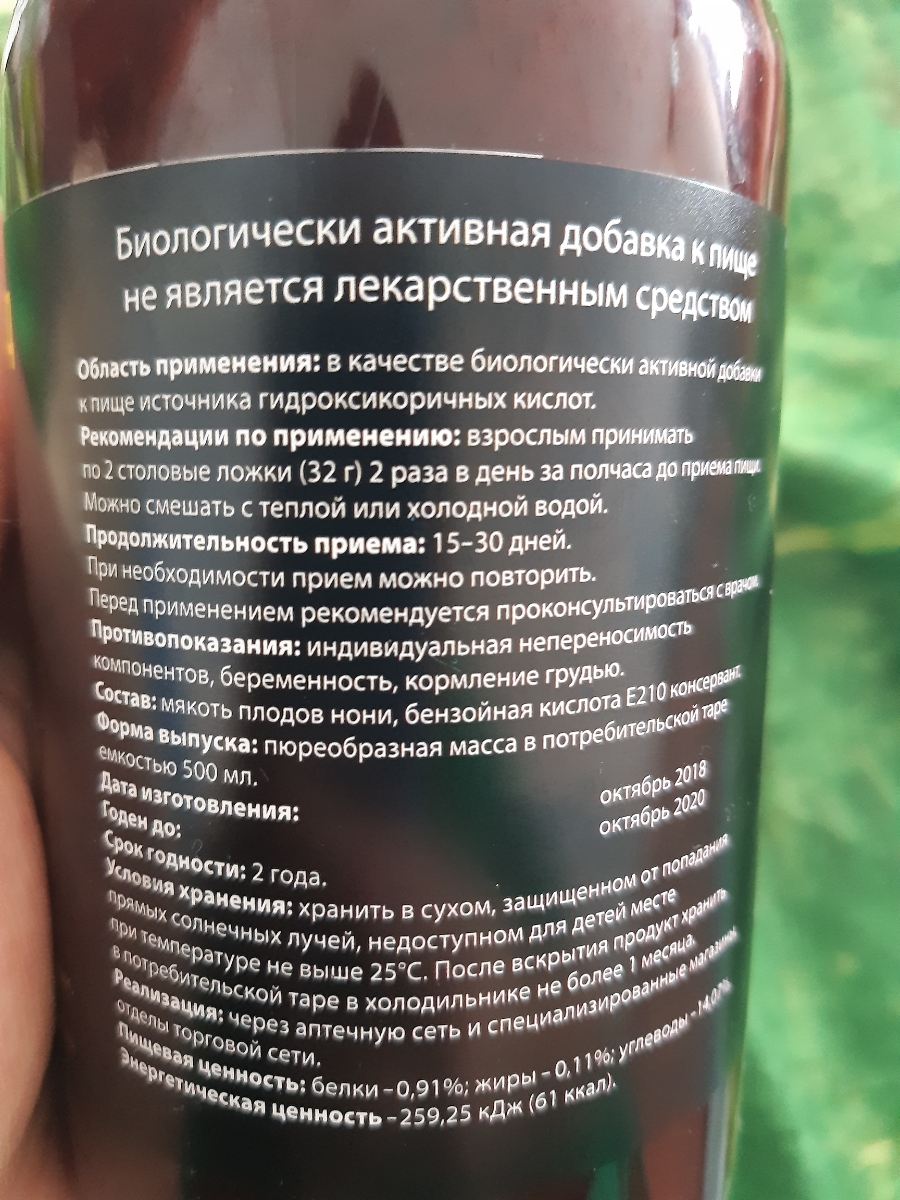 Биологически активная добавка к пище
не является лекарственным средством
Область применения: в качестве биологически активной добавки
к пище источника гидроксикоричных кислот.
Рекомендации по применению: взрослым принимать
по 2 столовые ложки (32 г) 2 раза в день за полчаса до приема пищи.
Можно смешать с теплой или холодной водой.
Продолжительность приема: 15–30 дней.
При необходимости прием можно повторить.
Перед применением рекомендуется проконсультироваться с врачом.
Противопоказания: индивидуальная непереносимость
компонентов, беременность, кормление грудью.
Состав: мякоть плодов нони, бензойная кислота Е210 консервант.
Форма выпуска: пюреобразная масса в потребительской таре
емкостью 500 мл.
Дата изготовления: октябрь 2018
Годен до: октябрь 2020
Срок годности: 2 года.
Условия хранения: хранить в сухом, защищенном от попадания
прямых солнечных лучей, недоступном для детей месте
при температуре не выше 25°С. После вскрытия продукт хранить
в потребительской таре в холодильнике не более 1 месяца.
Реализация: через аптечную сеть и специализированные магазины,
отделы торговой сети.
Пищевая ценность: белки – 0,91%; жиры – 0,11%; углеводы – 14,07%.
Энергетическая ценность – 259,25 кДж (61 ккал).